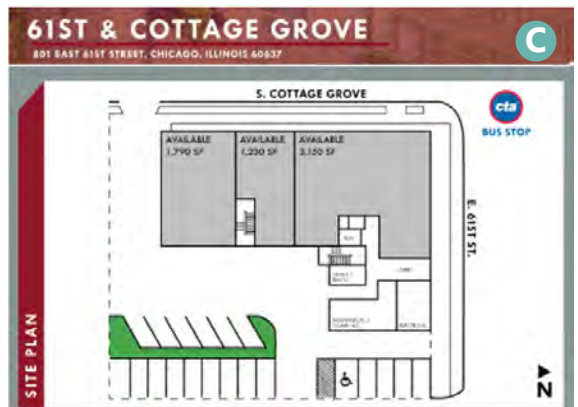 61ST & COTTAGE GROVE
801 EAST 61ST STREET, CHICAGO, ILLINOIS 60637
C
S. COTTAGE GROVE
cta
BUS STOP
AVAILABLE
1,790 SF
AVAILABLE
1,230 SF
AVAILABLE
3,150 SF
E. 61ST ST.
LOBBY
SITE PLAN
N